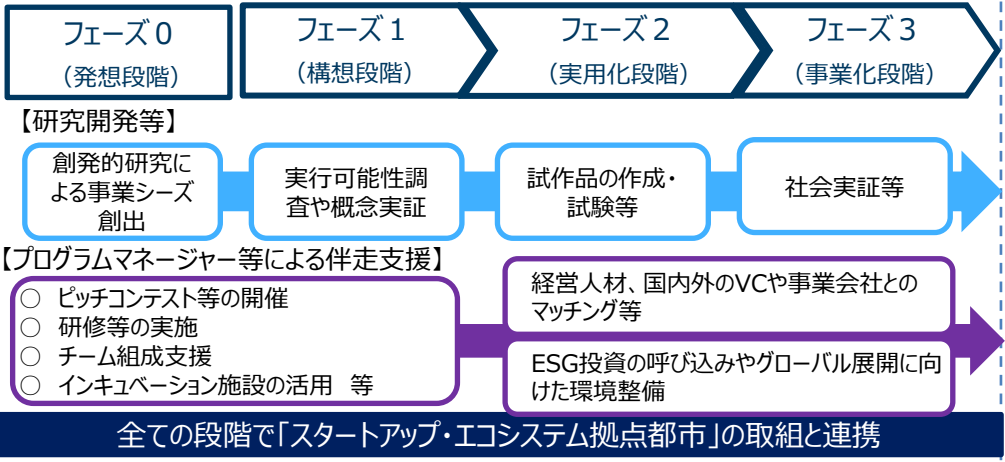 フェーズ０
（発想段階）
フェーズ１
（構想段階）
フェーズ２
（実用化段階）
フェーズ３
（事業化段階）
【研究開発等】
創発的研究に
よる事業シーズ
創出
実行可能性調
査や概念実証
試作品の作成・
試験等
社会実証等
【プログラムマネージャー等による伴走支援】
○　ピッチコンテスト等の開催
○　研修等の実施
○　チーム組成支援
○　インキュベーション施設の活用　等
経営人材、国内外のVCや事業会社との
マッチング等
ESG投資の呼び込みやグローバル展開に向
けた環境整備
全ての段階で「スタートアップ・エコシステム拠点都市」の取組と連携